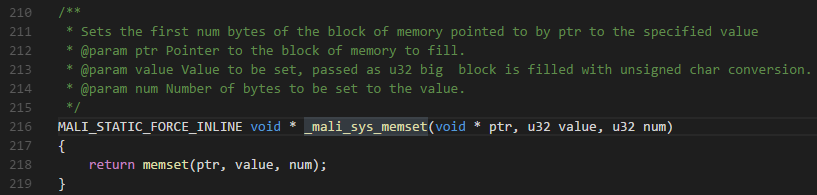 210 /**
211 * Sets the first num bytes of the block of memory pointed to by ptr to the specified value
212 * @param ptr Pointer to the block of memory to fill.
213 * @param value Value to be set, passed as u32 big  block is filled with unsigned char conversion.
214 * @param num Number of bytes to be set to the value.
215 */
216 MALI_STATIC_FORCE_INLINE void * _mali_sys_memset(void * ptr, u32 value, u32 num)
217 {
218     return memset(ptr, value, num);
219 }